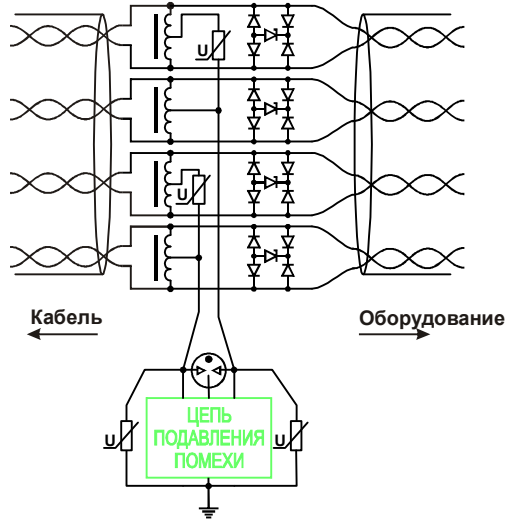 U
U
Кабель
Оборудование
U
ЦЕПЬ
ПОДАВЛЕНИЯ
ПОМЕХИ
U